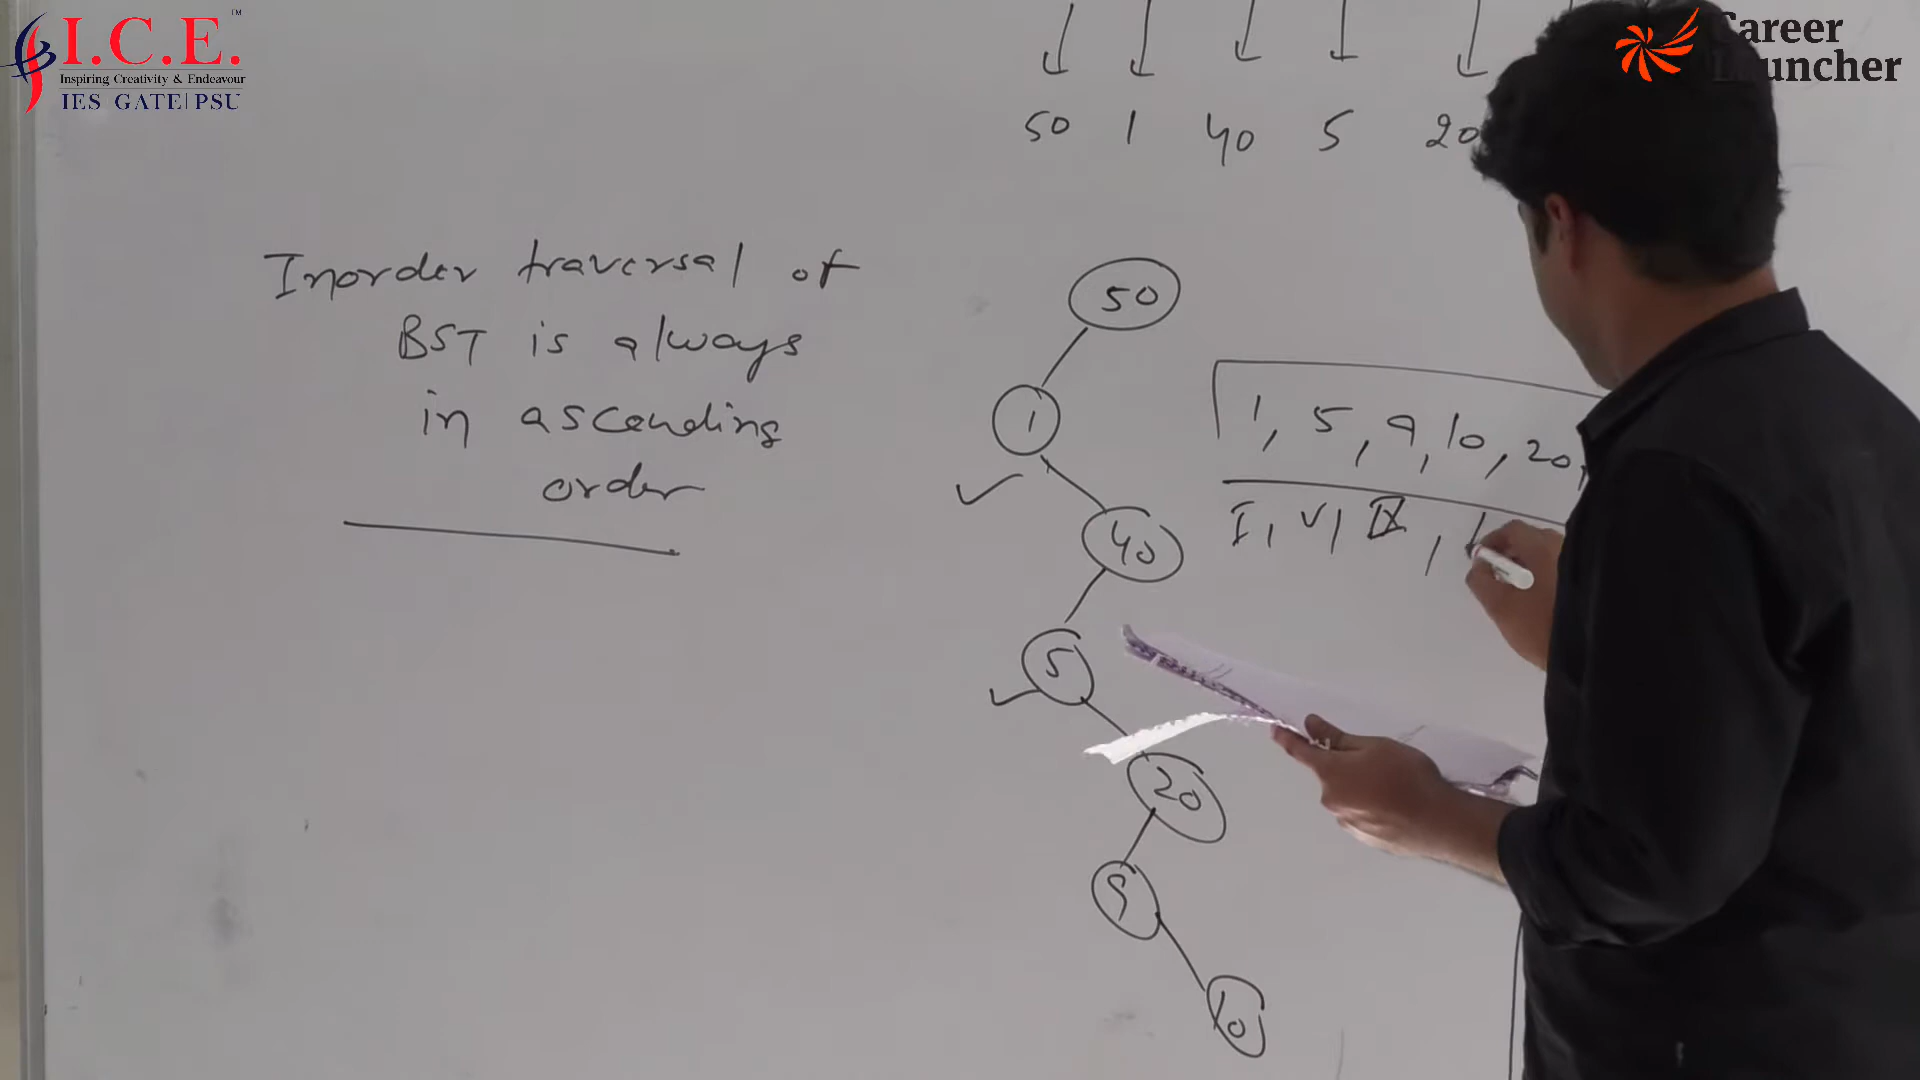 I.C.E.™
Inspiring Creativity & Endeavour
IES GATE|PSU
Career
Launcher
50 1 40 5 20
Inorder traversal of
BST is always
in ascending
order
50
1
40
5
20
9
10
1, 5, 9, 10, 20,
I, V, IX,